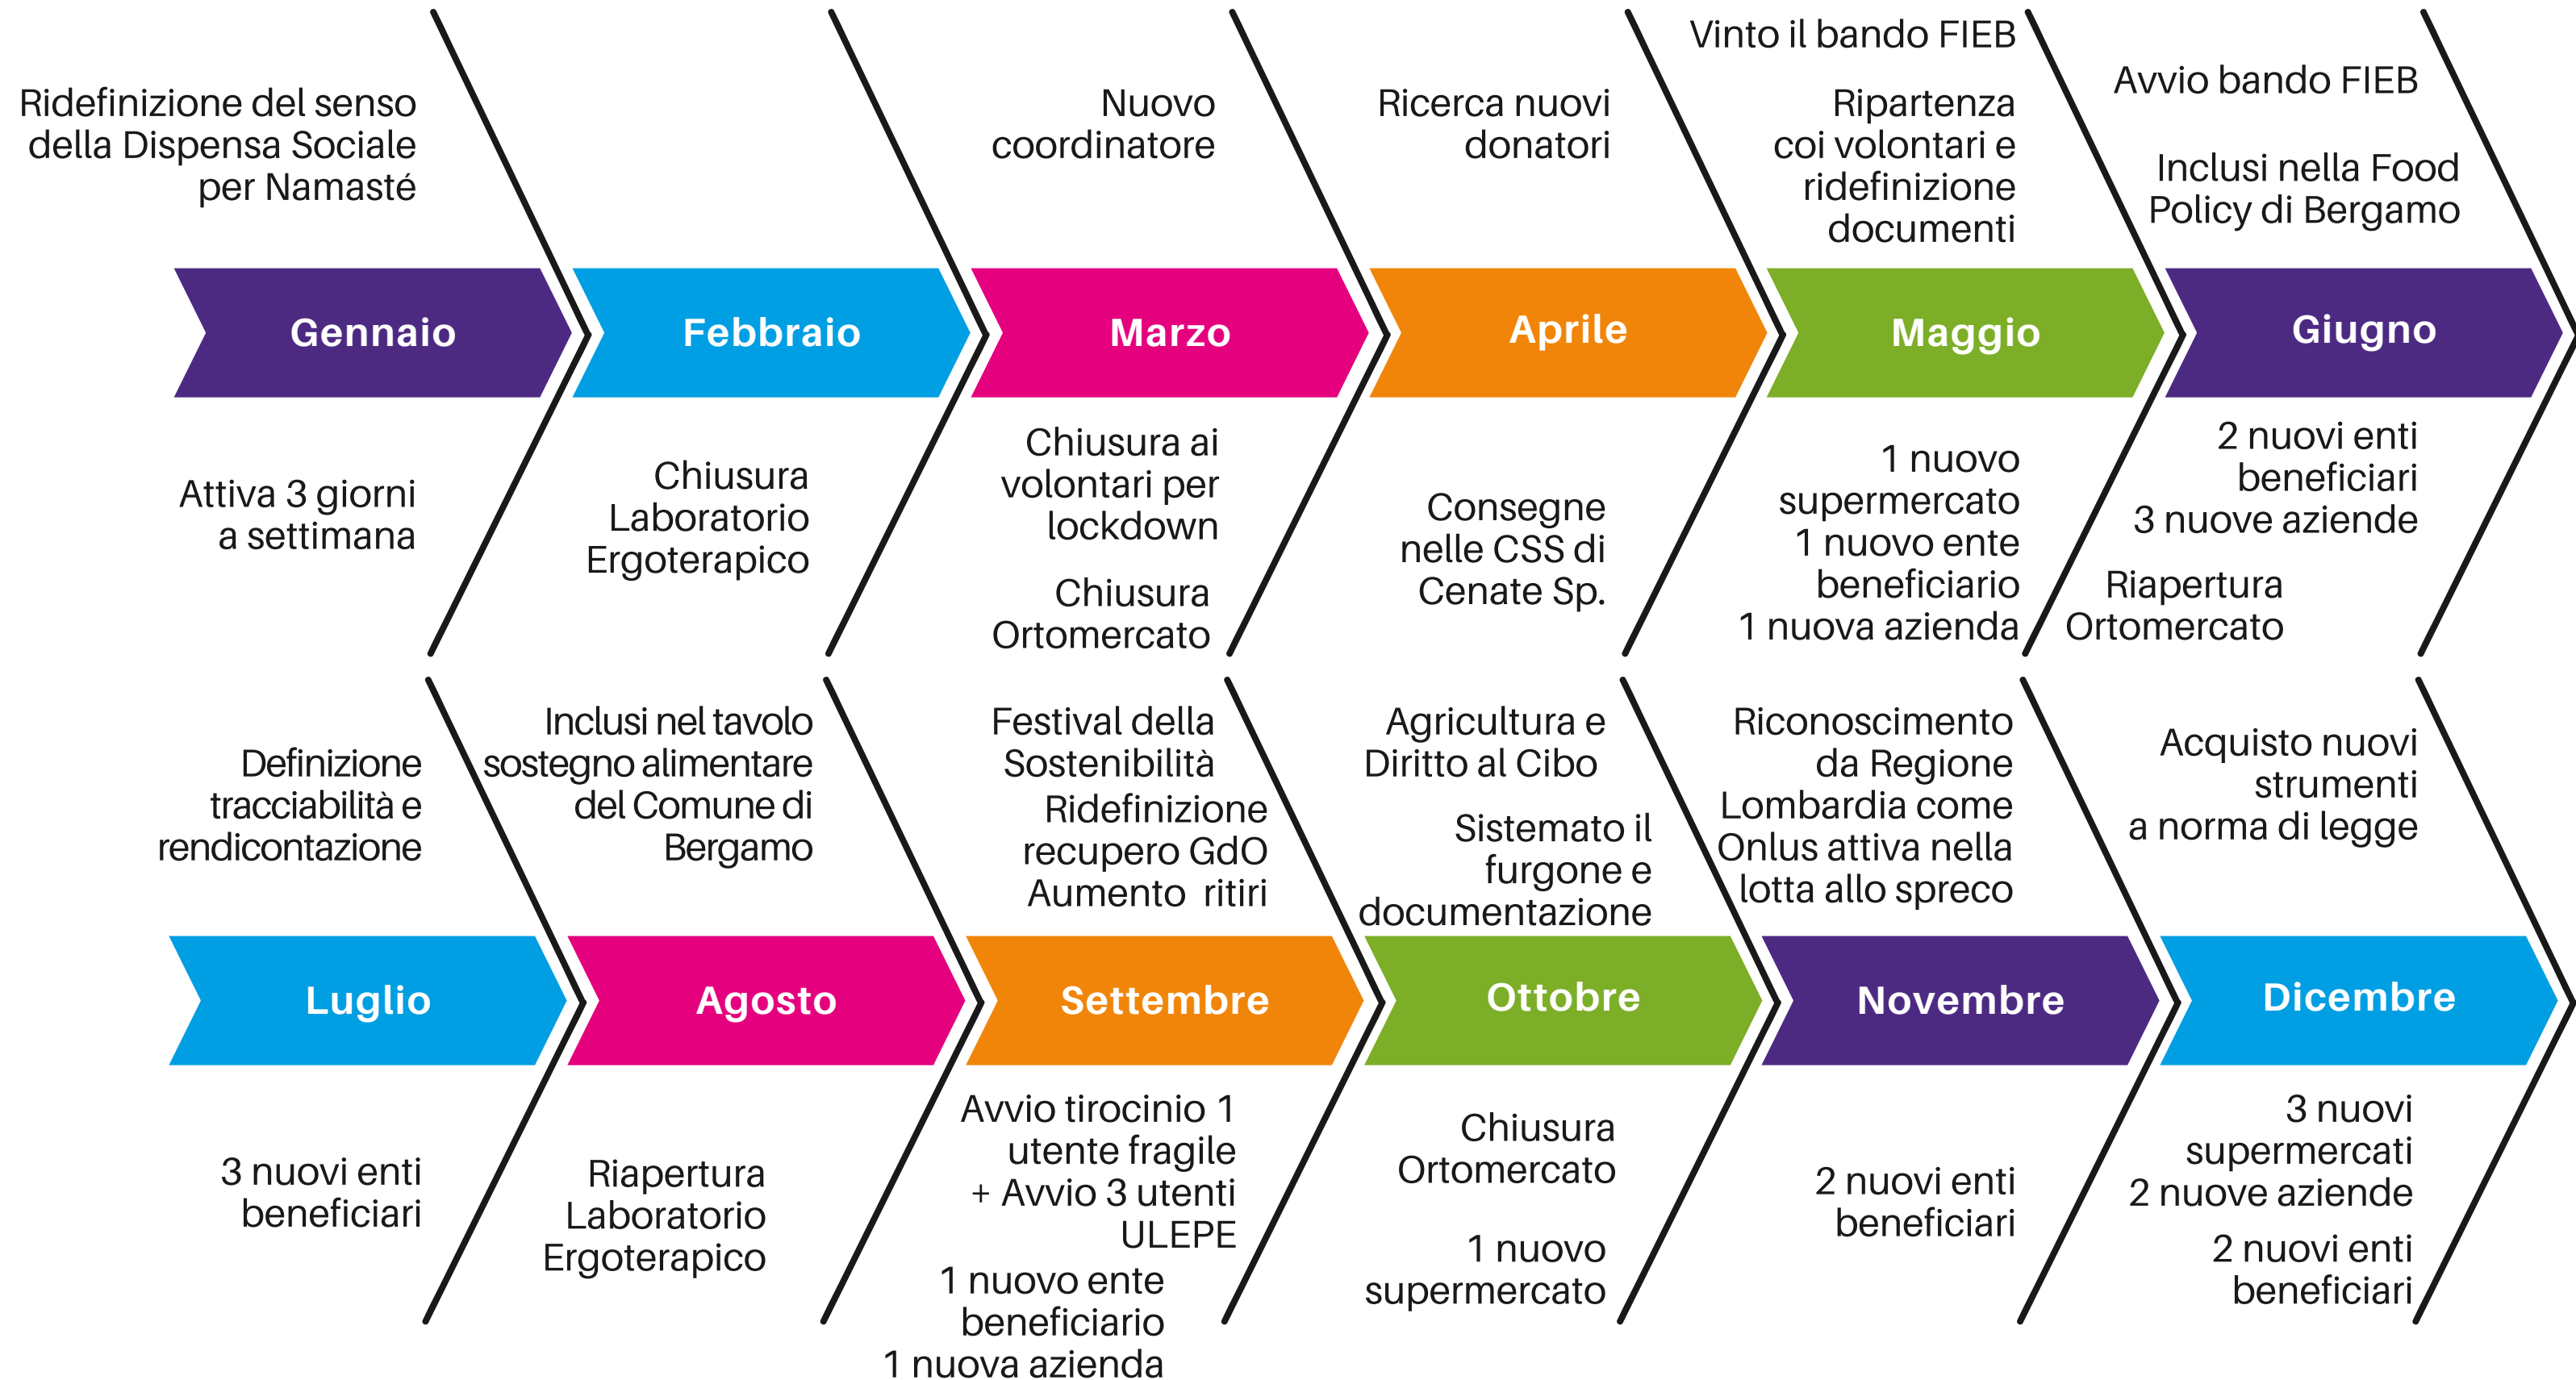 Ridefinizione del senso
della Dispensa Sociale
per Namasté
Gennaio
Attiva 3 giorni
a settimana
Febbraio
Chiusura
Laboratorio
Ergoterapico
Nuovo
coordinatore
Marzo
Chiusura ai
volontari per
lockdown
Chiusura
Ortomercato
Ricerca nuovi
donatori
Aprile
Consegne
nelle CSS di
Cenate Sp.
Vinto il bando FIEB
Ripartenza
coi volontari e
ridefinizione
documenti
Maggio
1 nuovo
supermercato
1 nuovo ente
beneficiario
1 nuova azienda
Avvio bando FIEB
Inclusi nella Food
Policy di Bergamo
Giugno
2 nuovi enti
beneficiari
3 nuove aziende
Riapertura
Ortomercato
Definizione
tracciabilità e
rendicontazione
Luglio
3 nuovi enti
beneficiari
Inclusi nel tavolo
sostegno alimentare
del Comune di
Bergamo
Agosto
Riapertura
Laboratorio
Ergoterapico
Festival della
Sostenibilità
Ridefinizione
recupero GdO
Aumento  ritiri
Settembre
Avvio tirocinio 1
utente fragile
+ Avvio 3 utenti
ULEPE
1 nuovo ente
beneficiario
1 nuova azienda
Agricultura e
Diritto al Cibo
Sistemato il
furgone e
documentazione
Ottobre
Chiusura
Ortomercato
1 nuovo
supermercato
Riconoscimento
da Regione
Lombardia come
Onlus attiva nella
lotta allo spreco
Novembre
2 nuovi enti
beneficiari
Acquisto nuovi
strumenti
a norma di legge
Dicembre
3 nuovi
supermercati
2 nuove aziende
2 nuovi enti
beneficiari